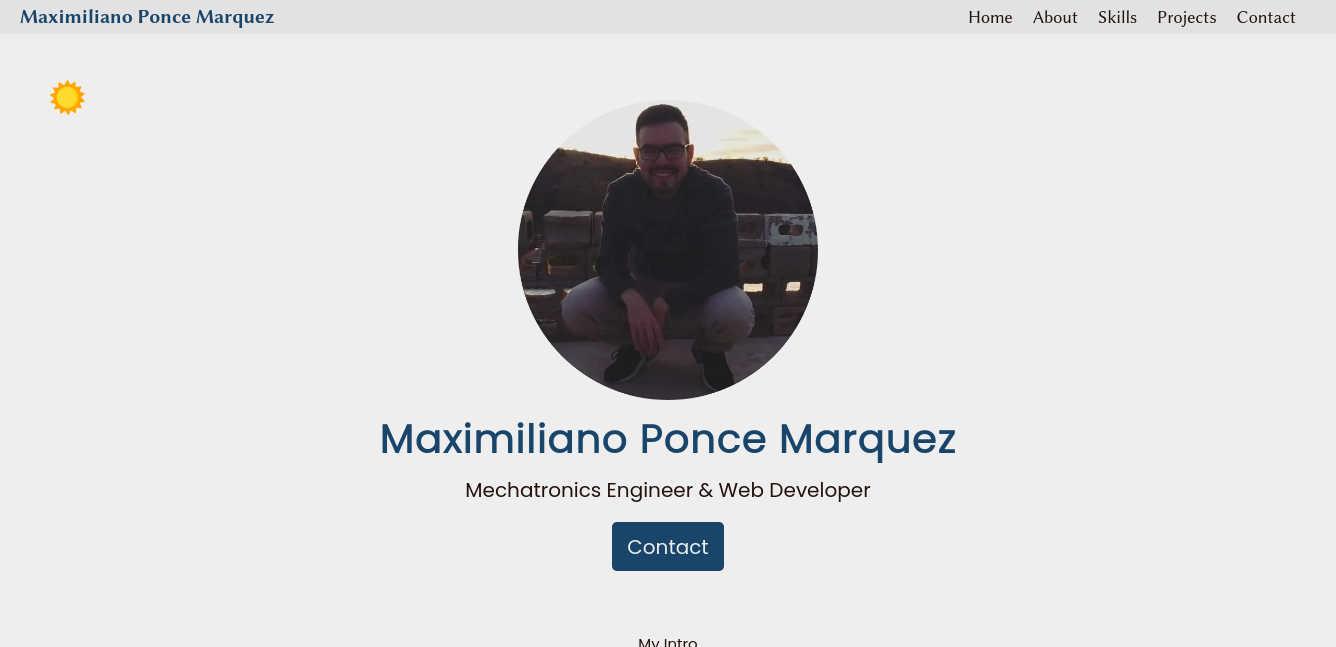 Maximiliano Ponce Marquez
Home About Skills Projects Contact
Maximiliano Ponce Marquez
Mechatronics Engineer & Web Developer
Contact
My Intro